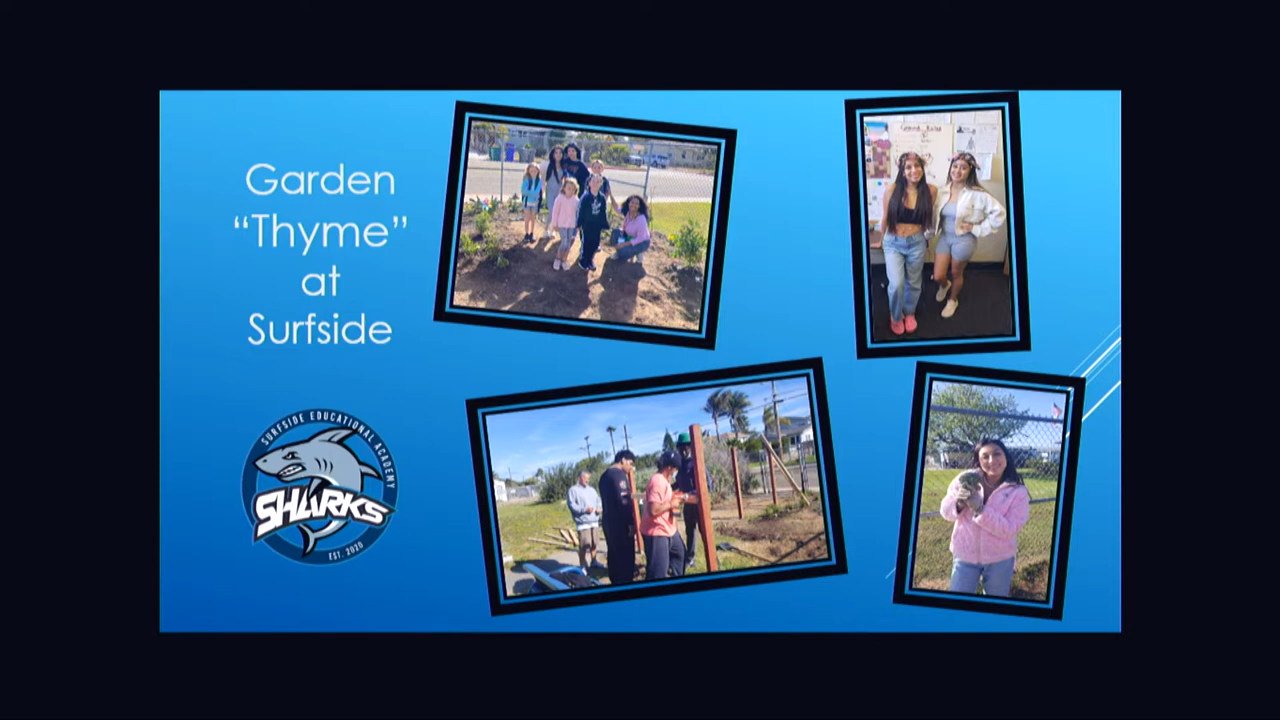 Garden
“Thyme”
at
Surfside
SURFSIDE EDUCATIONAL ACADEMY
SHARKS
EST. 2020